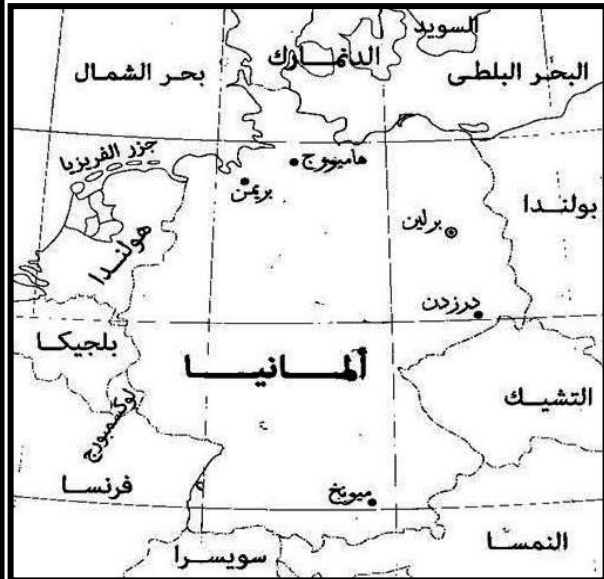 السويد
الدنمارك
بحر الشمال
البحر البلطى
جزر الفريزيا
هامبورج
بريمن
بولندا
برلين
هولندا
درزدن
بلجيكا
ألمانيا
التشيك
لوكسمبورج
فرنسا
ميونخ
النمسا
سويسرا